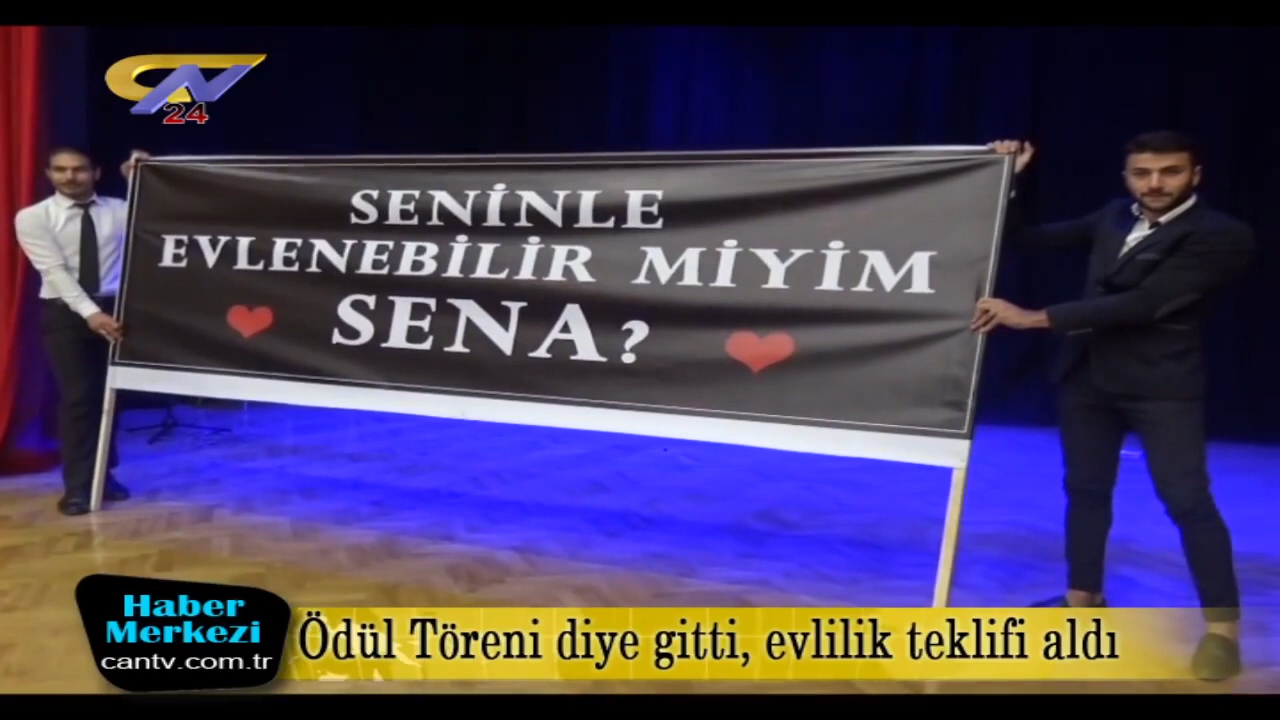 24
SENİNLE
EVLENEBİLİR MİYİM
SENA?
Haber
Merkezi
cantv.com.tr
Ödül Töreni diye gitti, evlilik teklifi aldı